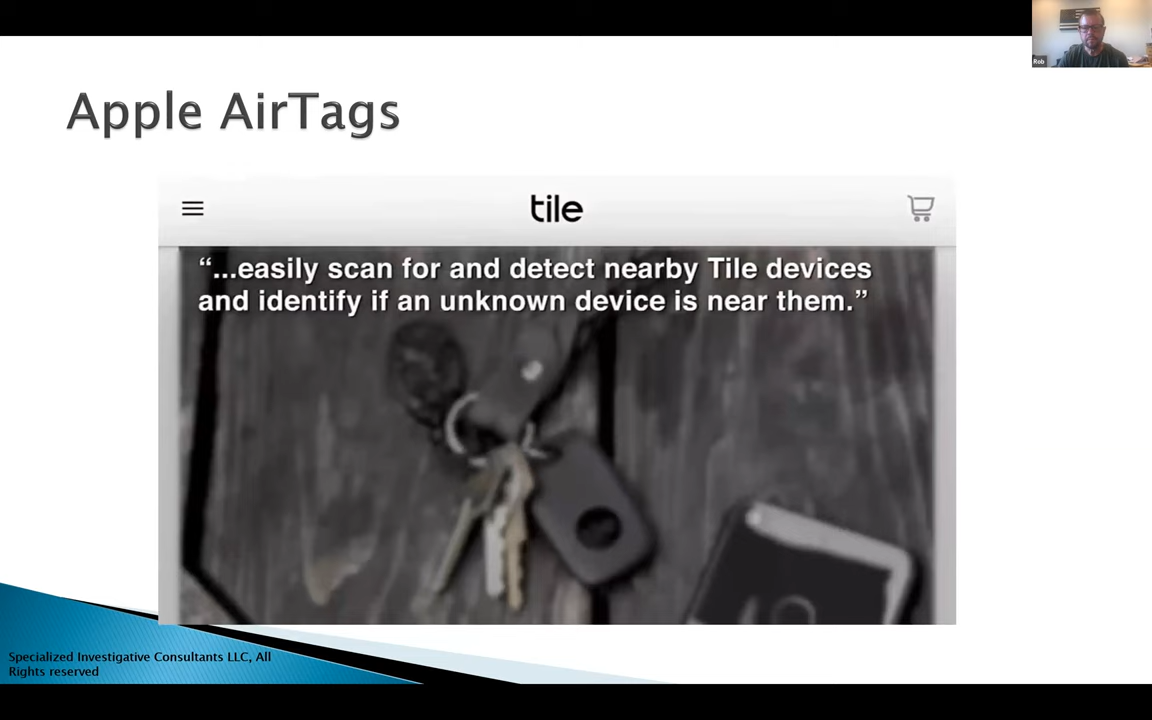 Rob
Apple AirTags
tile
“...easily scan for and detect nearby Tile devices
and identify if an unknown device is near them.”
Specialized Investigative Consultants LLC, All
Rights reserved